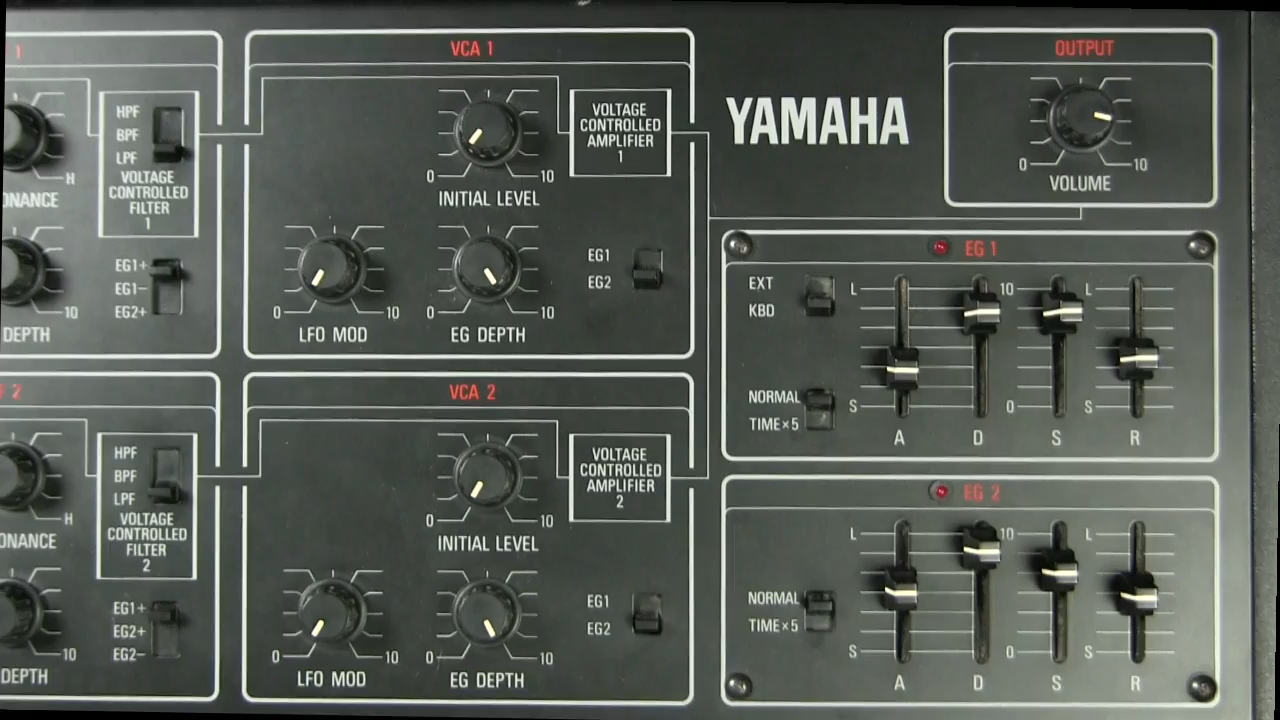 1
HPF
BPF
LPF
VOLTAGE
CONTROLLED
FILTER
1
H
EG1+
EG1−
EG2+
10
DEPTH
VCA 1
0
10
INITIAL LEVEL
VOLTAGE
CONTROLLED
AMPLIFIER
1
0
10
LFO MOD
0
10
EG DEPTH
EG1
EG2
YAMAHA
OUTPUT
0
10
VOLUME
EG 1
EXT
KBD
NORMAL
TIME×5
L
S
10
0
L
S
A
D
S
R
2
HPF
BPF
LPF
VOLTAGE
CONTROLLED
FILTER
2
H
EG1+
EG2+
EG2−
10
DEPTH
VCA 2
0
10
INITIAL LEVEL
VOLTAGE
CONTROLLED
AMPLIFIER
2
0
10
LFO MOD
0
10
EG DEPTH
EG1
EG2
EG 2
NORMAL
TIME×5
L
S
10
0
L
S
A
D
S
R